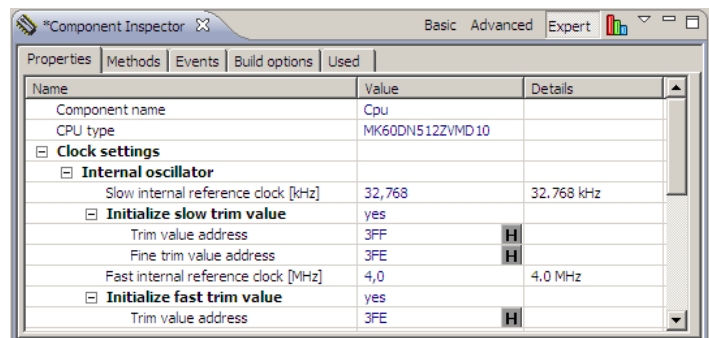 *Component Inspector Basic Advanced Expert
Properties Methods Events Build options Used
Name Value Details
Component name Cpu
CPU type MK60DN512ZVMD10
Clock settings
Internal oscillator
Slow internal reference clock [kHz] 32,768 32.768 kHz
Initialize slow trim value yes
Trim value address 3FF H
Fine trim value address 3FE H
Fast internal reference clock [MHz] 4,0 4.0 MHz
Initialize fast trim value yes
Trim value address 3FE H